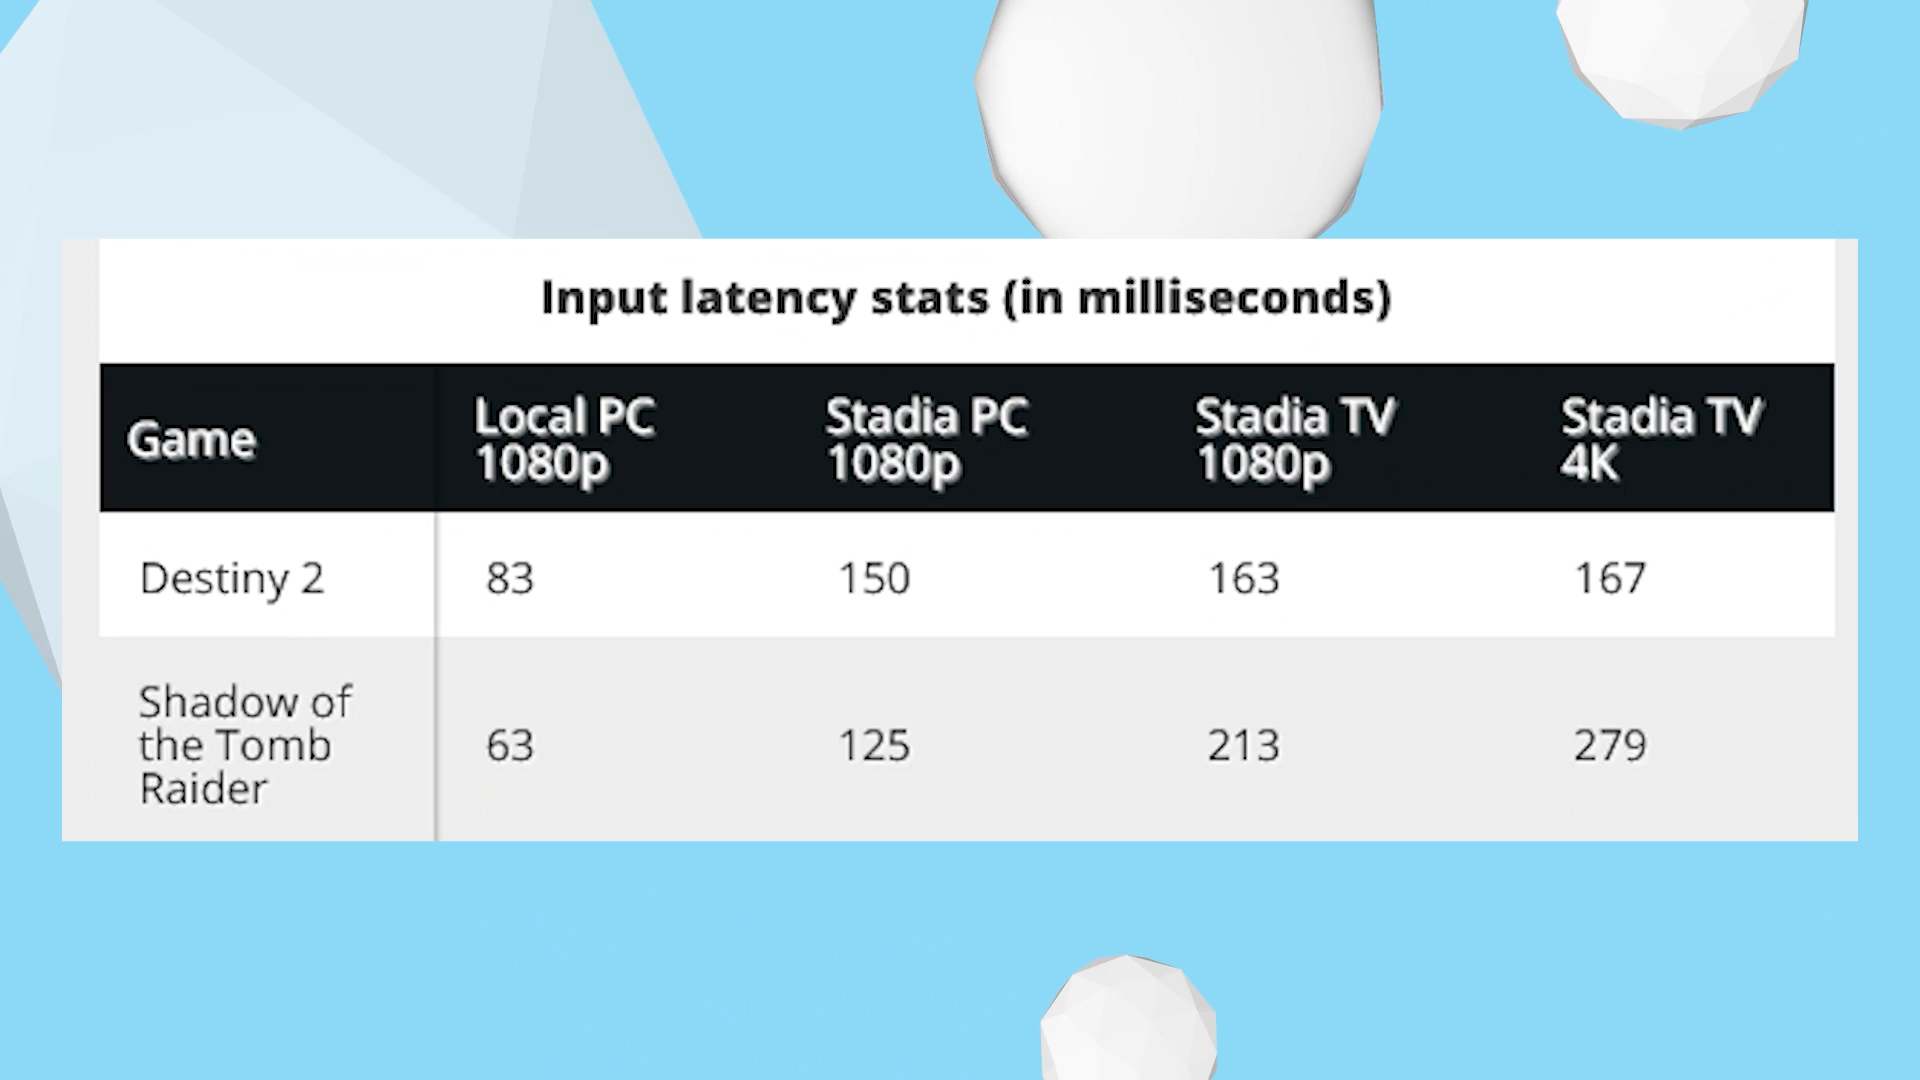 Input latency stats (in milliseconds)
Game
Local PC
1080p
Stadia PC
1080p
Stadia TV
1080p
Stadia TV
4K
Destiny 2
83
150
163
167
Shadow of
the Tomb
Raider
63
125
213
279